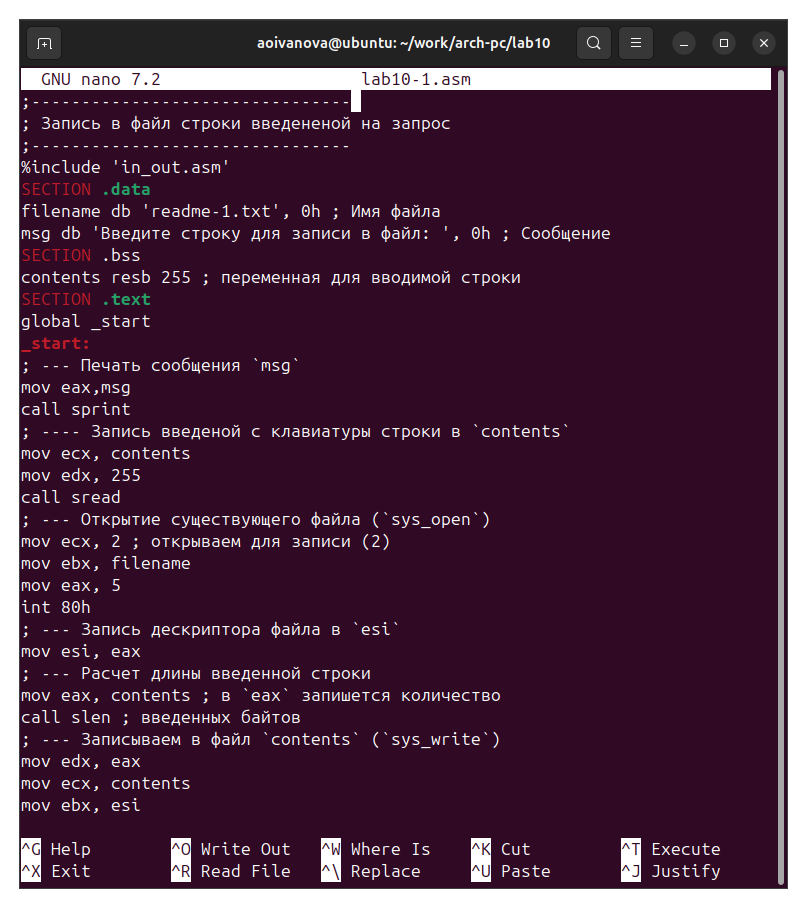 aoivanova@ubuntu: ~/work/arch-pc/lab10
GNU nano 7.2 lab10-1.asm
;--------------------------------
; Запись в файл строки введененой на запрос
;--------------------------------
%include 'in_out.asm'
SECTION .data
filename db 'readme-1.txt', 0h ; Имя файла
msg db 'Введите строку для записи в файл: ', 0h ; Сообщение
SECTION .bss
contents resb 255 ; переменная для вводимой строки
SECTION .text
global _start
_start:
; --- Печать сообщения `msg`
mov eax,msg
call sprint
; ---- Запись введеной с клавиатуры строки в `contents`
mov ecx, contents
mov edx, 255
call sread
; --- Открытие существующего файла (`sys_open`)
mov ecx, 2 ; открываем для записи (2)
mov ebx, filename
mov eax, 5
int 80h
; --- Запись дескриптора файла в `esi`
mov esi, eax
; --- Расчет длины введенной строки
mov eax, contents ; в `eax` запишется количество
call slen ; введенных байтов
; --- Записываем в файл `contents` (`sys_write`)
mov edx, eax
mov ecx, contents
mov ebx, esi
^G Help ^O Write Out ^W Where Is ^K Cut ^T Execute
^X Exit ^R Read File ^\ Replace ^U Paste ^J Justify